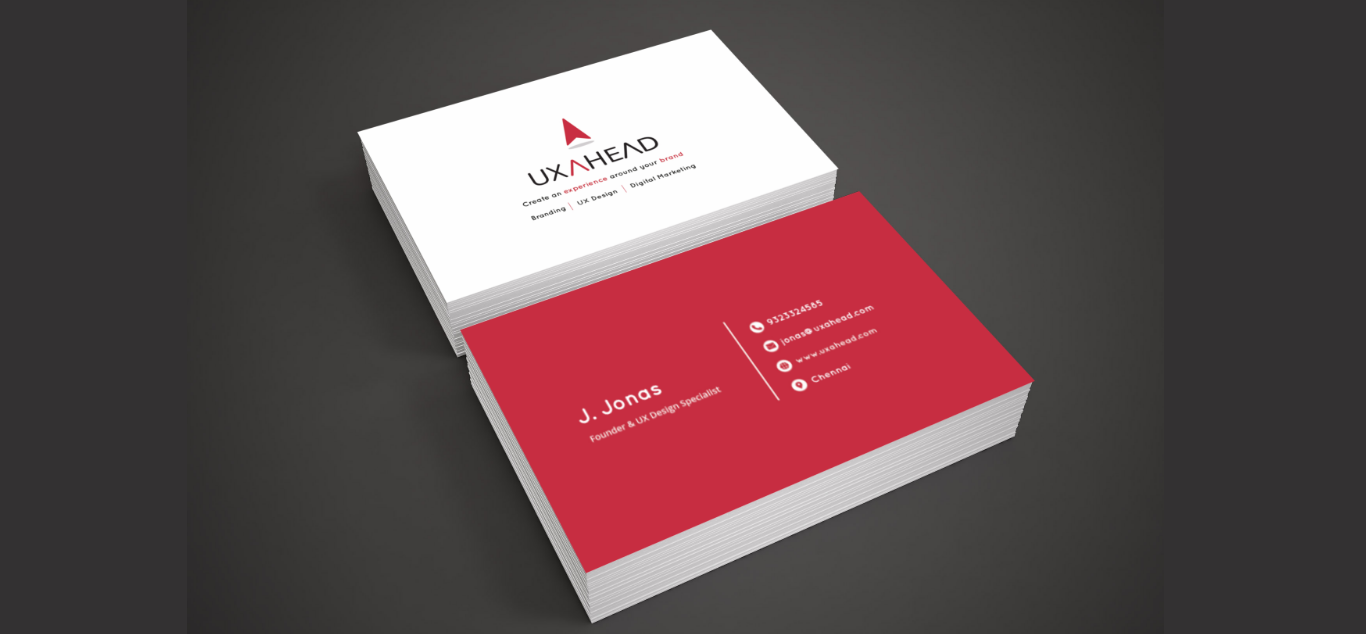 UXAHEAD
Create an experience around your brand
Branding | UX Design | Digital Marketing
J. Jonas
Founder & UX Design Specialist
9323324585
jonas@uxahead.com
www.uxahead.com
Chennai